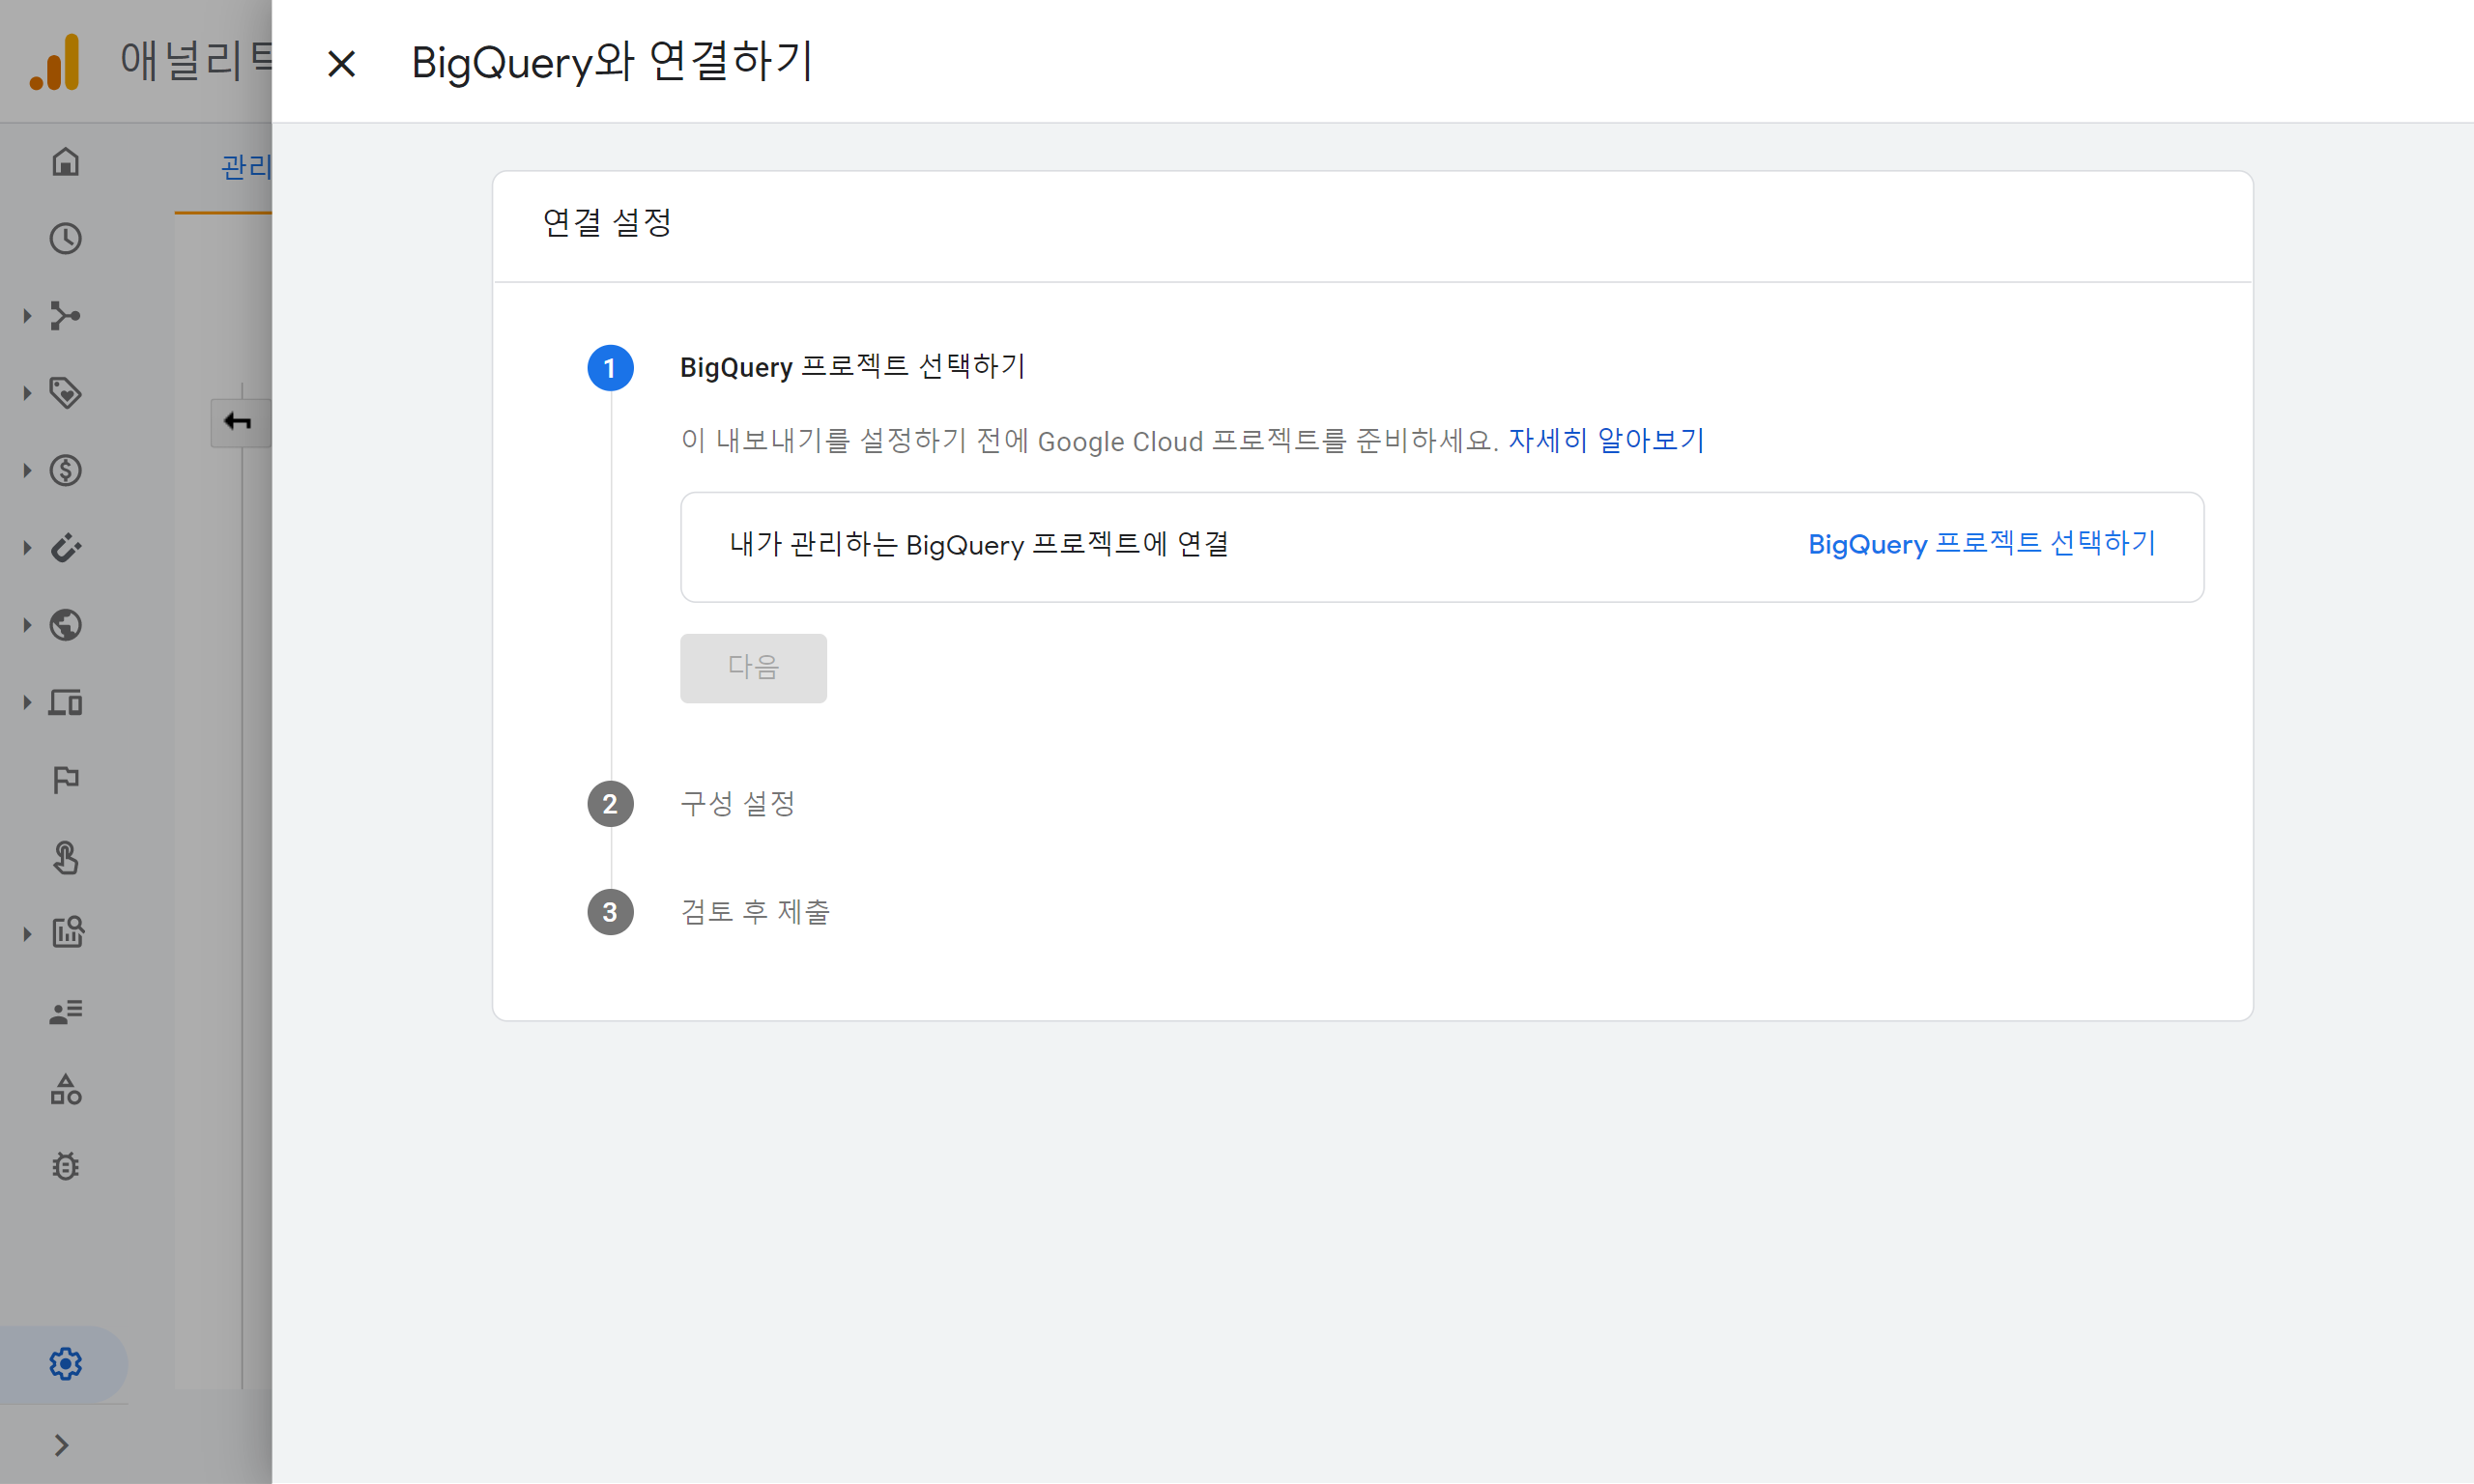 애널리틱
BigQuery와 연결하기
관리
연결 설정
1 BigQuery 프로젝트 선택하기
이 내보내기를 설정하기 전에 Google Cloud 프로젝트를 준비하세요. 자세히 알아보기
내가 관리하는 BigQuery 프로젝트에 연결 BigQuery 프로젝트 선택하기
다음
2 구성 설정
3 검토 후 제출